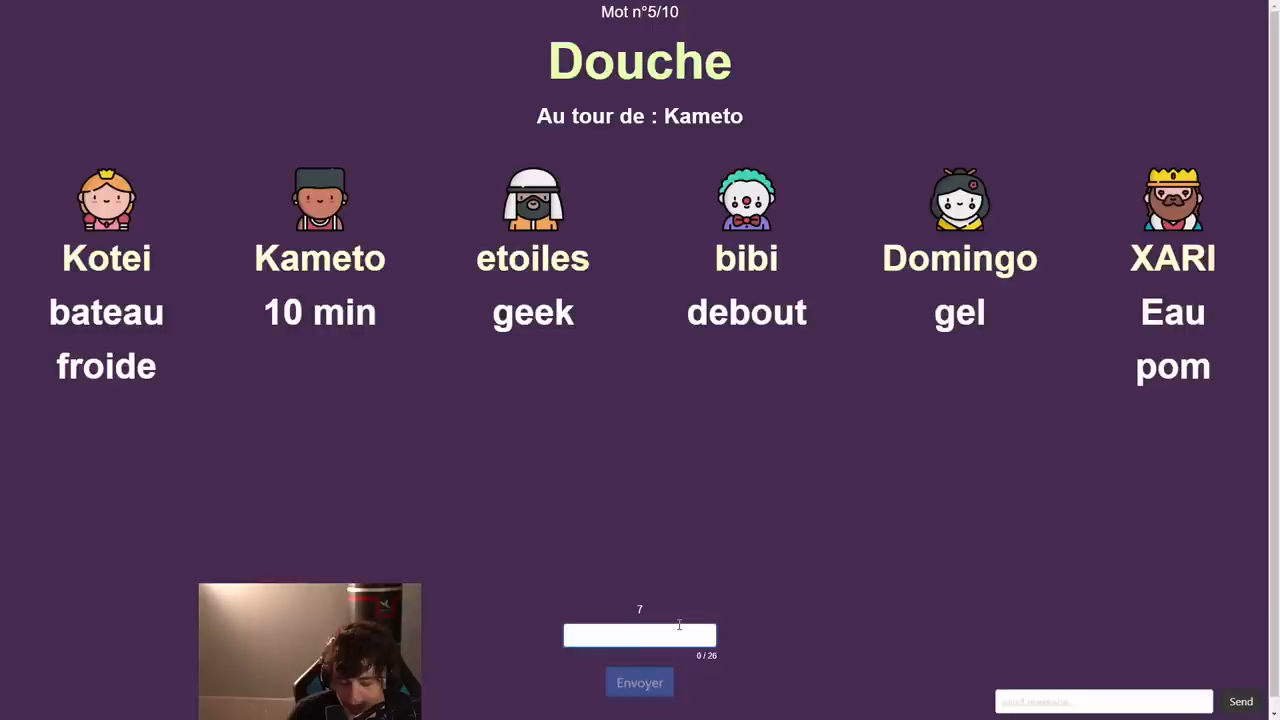 Mot n°5/10
Douche
Au tour de : Kameto
Kotei Kameto etoiles bibi Domingo XARI
bateau 10 min geek debout gel Eau
froide pom
7
0 / 26
Envoyer
Send